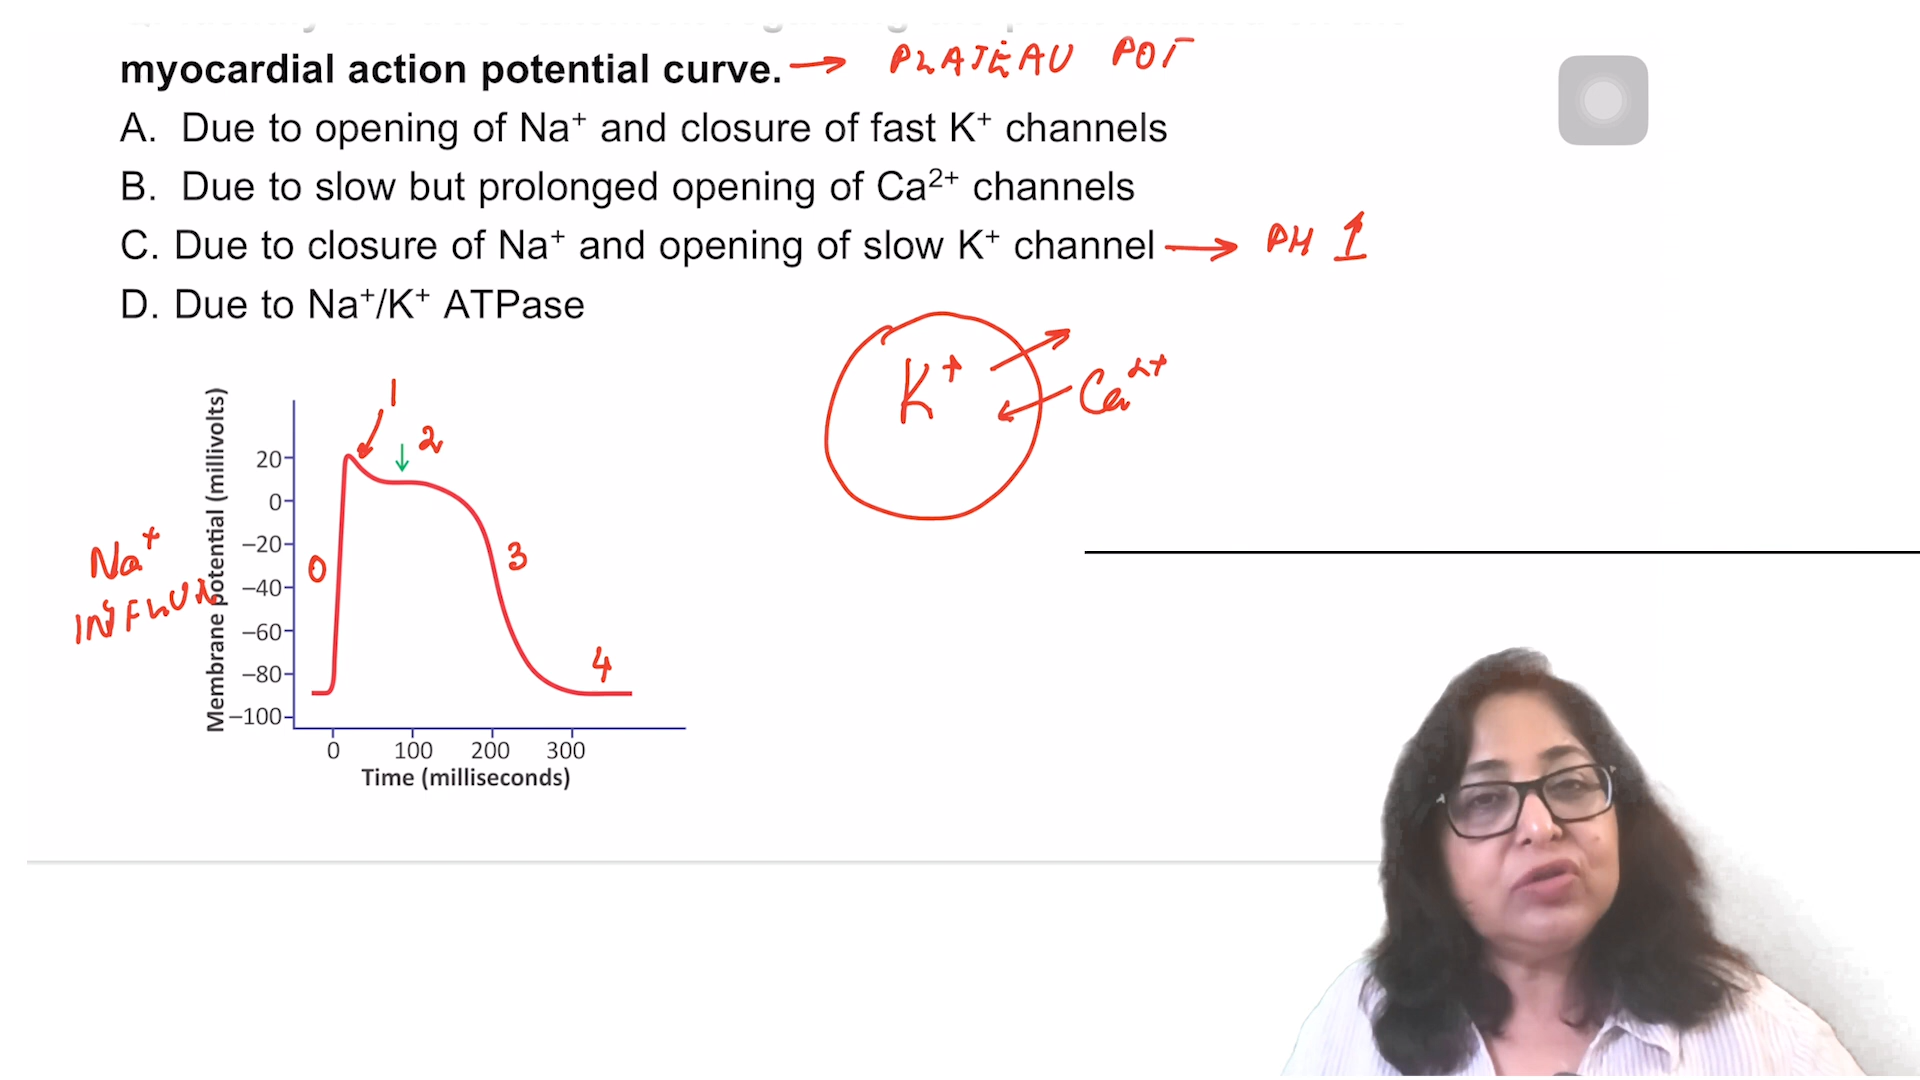 myocardial action potential curve. → PLATEAU POT
A. Due to opening of Na⁺ and closure of fast K⁺ channels
B. Due to slow but prolonged opening of Ca²⁺ channels
C. Due to closure of Na⁺ and opening of slow K⁺ channel → PH 1
D. Due to Na⁺/K⁺ ATPase
K⁺
Ca²⁺
1
2
Membrane potential (millivolts)
20
0
–20
–40
–60
–80
–100
Na⁺
INFLUX
0
3
4
0 100 200 300
Time (milliseconds)